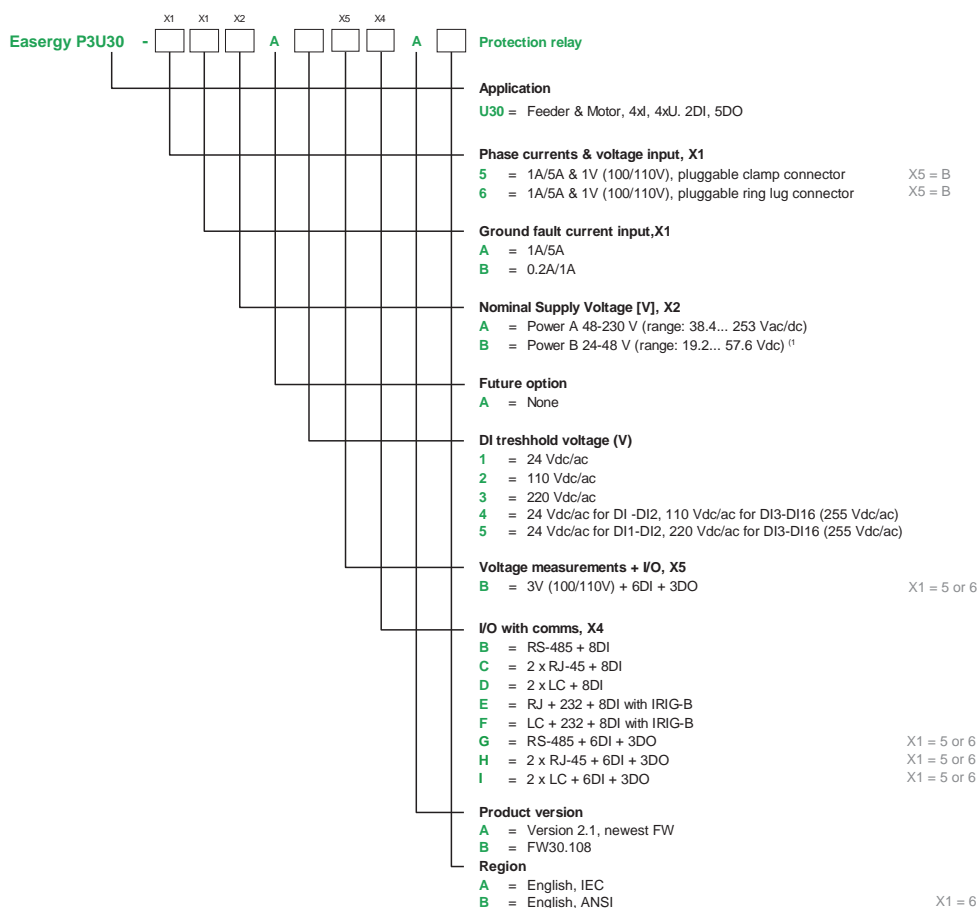 X1 X1 X2 X5 X4
Easergy P3U30 - A A Protection relay
Application
U30 = Feeder & Motor, 4xI, 4xU. 2DI, 5DO
Phase currents & voltage input, X1
5 = 1A/5A & 1V (100/110V), pluggable clamp connector X5 = B
6 = 1A/5A & 1V (100/110V), pluggable ring lug connector X5 = B
Ground fault current input,X1
A = 1A/5A
B = 0.2A/1A
Nominal Supply Voltage [V], X2
A = Power A 48-230 V (range: 38.4... 253 Vac/dc)
B = Power B 24-48 V (range: 19.2... 57.6 Vdc) (1
Future option
A = None
DI treshhold voltage (V)
1 = 24 Vdc/ac
2 = 110 Vdc/ac
3 = 220 Vdc/ac
4 = 24 Vdc/ac for DI -DI2, 110 Vdc/ac for DI3-DI16 (255 Vdc/ac)
5 = 24 Vdc/ac for DI1-DI2, 220 Vdc/ac for DI3-DI16 (255 Vdc/ac)
Voltage measurements + I/O, X5
B = 3V (100/110V) + 6DI + 3DO X1 = 5 or 6
I/O with comms, X4
B = RS-485 + 8DI
C = 2 x RJ-45 + 8DI
D = 2 x LC + 8DI
E = RJ + 232 + 8DI with IRIG-B
F = LC + 232 + 8DI with IRIG-B
G = RS-485 + 6DI + 3DO X1 = 5 or 6
H = 2 x RJ-45 + 6DI + 3DO X1 = 5 or 6
I = 2 x LC + 6DI + 3DO X1 = 5 or 6
Product version
A = Version 2.1, newest FW
B = FW30.108
Region
A = English, IEC
B = English, ANSI X1 = 6